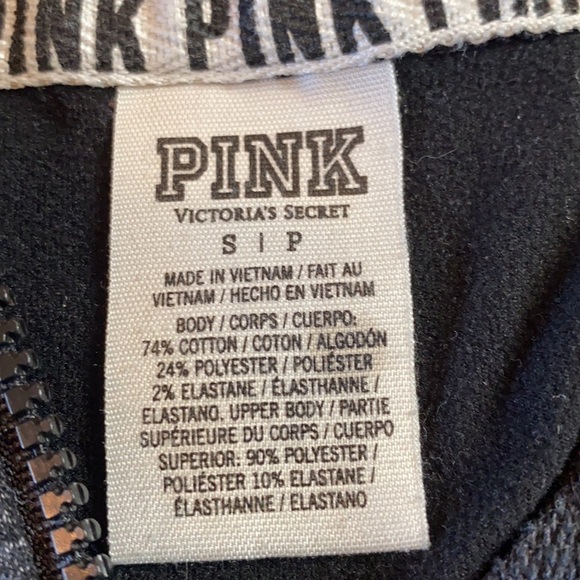 INK PINK PINK
PINK
VICTORIA'S SECRET
S | P
MADE IN VIETNAM / FAIT AU
VIETNAM / HECHO EN VIETNAM
BODY / CORPS / CUERPO:
74% COTTON / COTON / ALGODÓN
24% POLYESTER / POLIÉSTER
2% ELASTANE / ÉLASTHANNE /
ELASTANO. UPPER BODY / PARTIE
SUPÉRIEURE DU CORPS / CUERPO
SUPERIOR: 90% POLYESTER /
POLIÉSTER 10% ELASTANE /
ÉLASTHANNE / ELASTANO